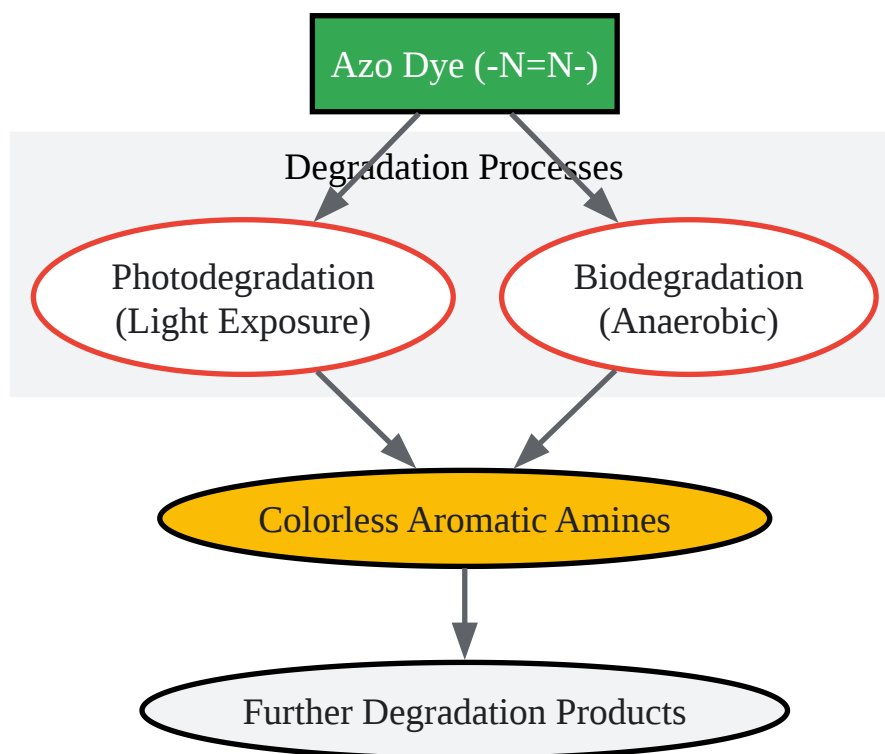 Azo Dye (-N=N-)
Degradation Processes
Photodegradation
(Light Exposure)
Biodegradation
(Anaerobic)
Colorless Aromatic Amines
Further Degradation Products